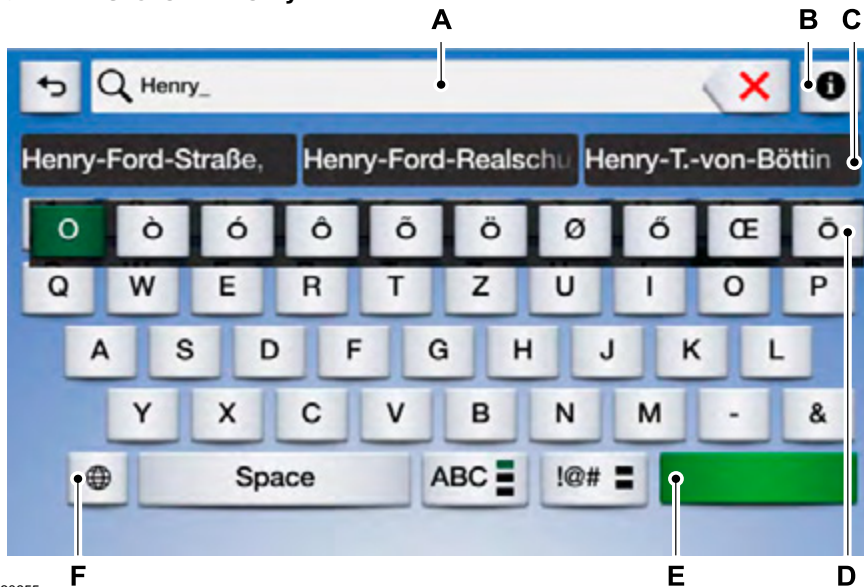 A B C
Henry_
Henry-Ford-Straße, Henry-Ford-Realschu Henry-T.-von-Böttin
O Ò Ó Ô Õ Ö Ø Ő Œ Ō
Q W E R T Z U I O P
A S D F G H J K L
Y X C V B N M - &
Space ABC !@#
F E D